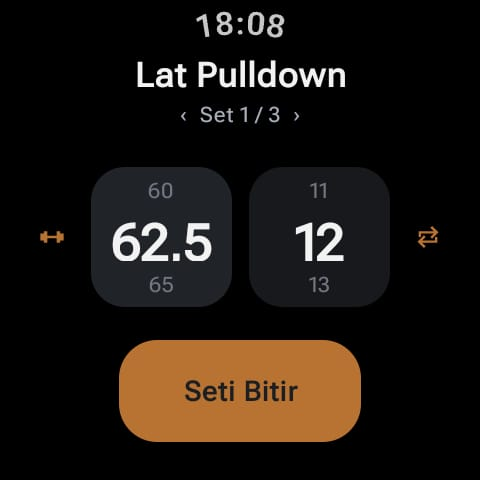 18:08
Lat Pulldown
‹ Set 1 / 3 ›
60 11
62.5 12
65 13
Seti Bitir